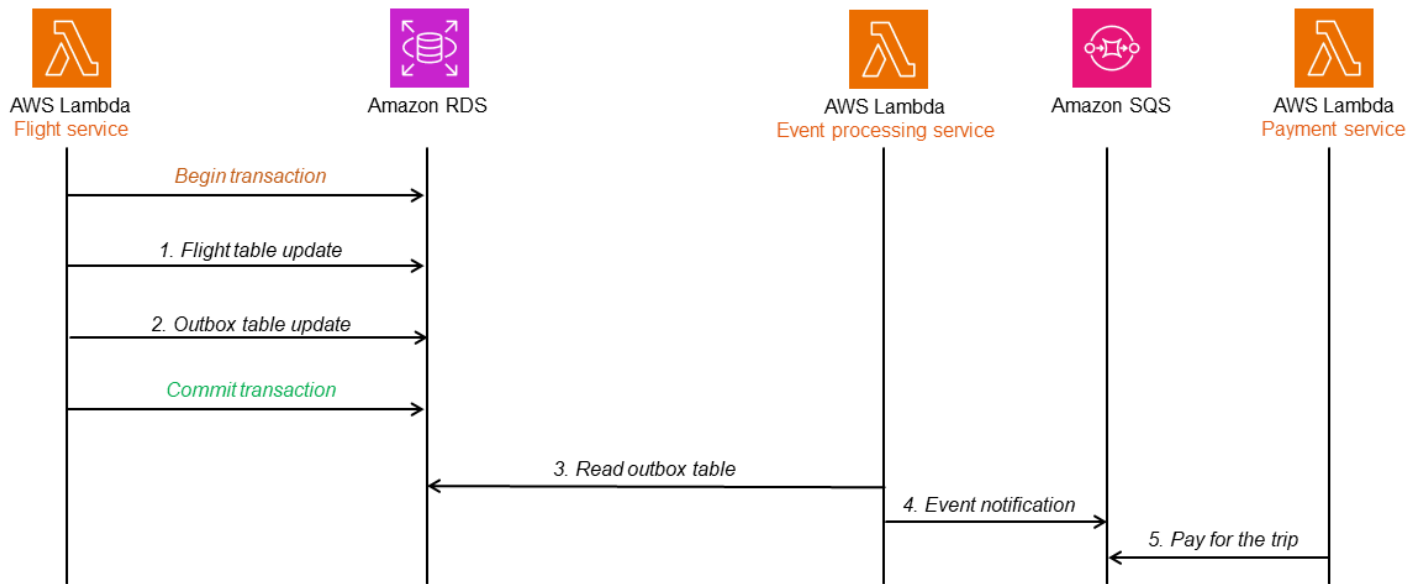 AWS Lambda
Flight service
Amazon RDS
AWS Lambda
Event processing service
Amazon SQS
AWS Lambda
Payment service
Begin transaction
1. Flight table update
2. Outbox table update
Commit transaction
3. Read outbox table
4. Event notification
5. Pay for the trip